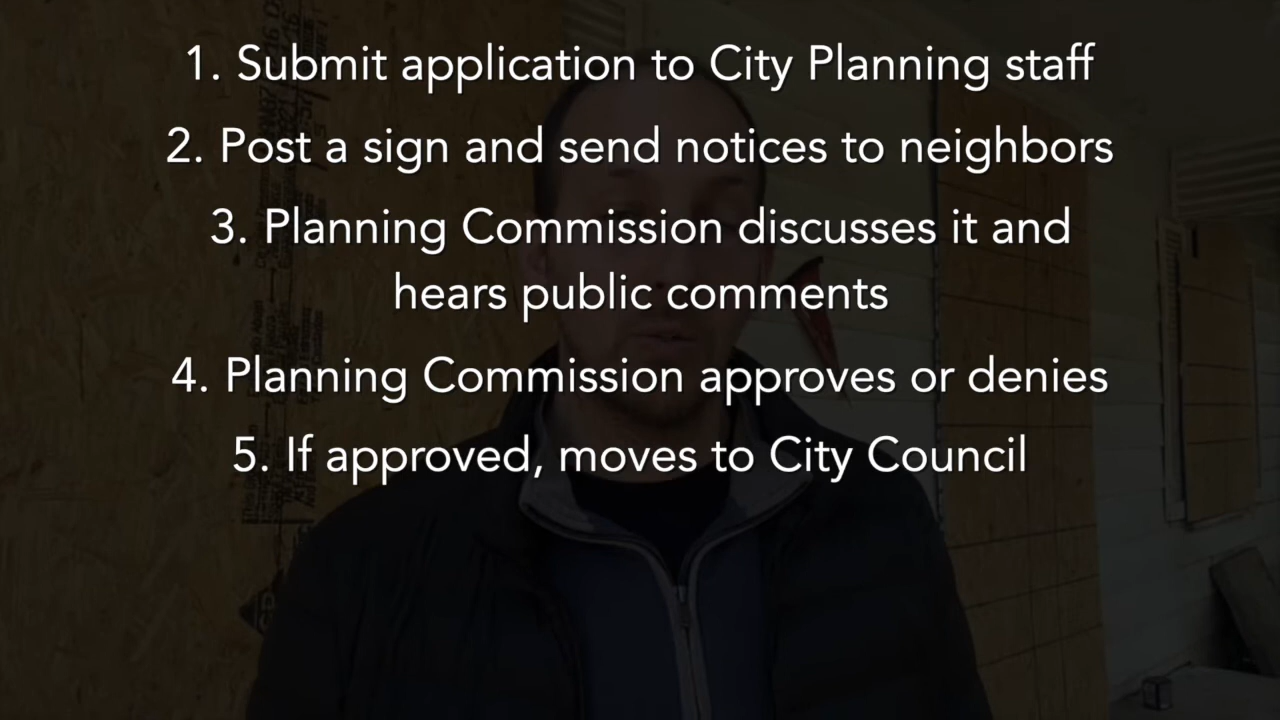 1. Submit application to City Planning staff
2. Post a sign and send notices to neighbors
3. Planning Commission discusses it and
hears public comments
4. Planning Commission approves or denies
5. If approved, moves to City Council